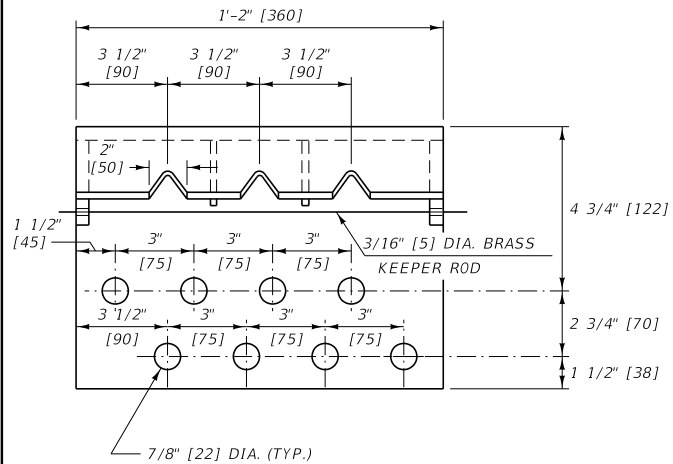 1'-2" [360]
3 1/2" 3 1/2" 3 1/2"
[90] [90] [90]
2"
[50]
4 3/4" [122]
1 1/2"
[45]
3" 3" 3"
[75] [75] [75]
3/16" [5] DIA. BRASS
KEEPER ROD
3 1/2" 3" 3" 3"
[90] [75] [75] [75]
2 3/4" [70]
1 1/2" [38]
7/8" [22] DIA. (TYP.)